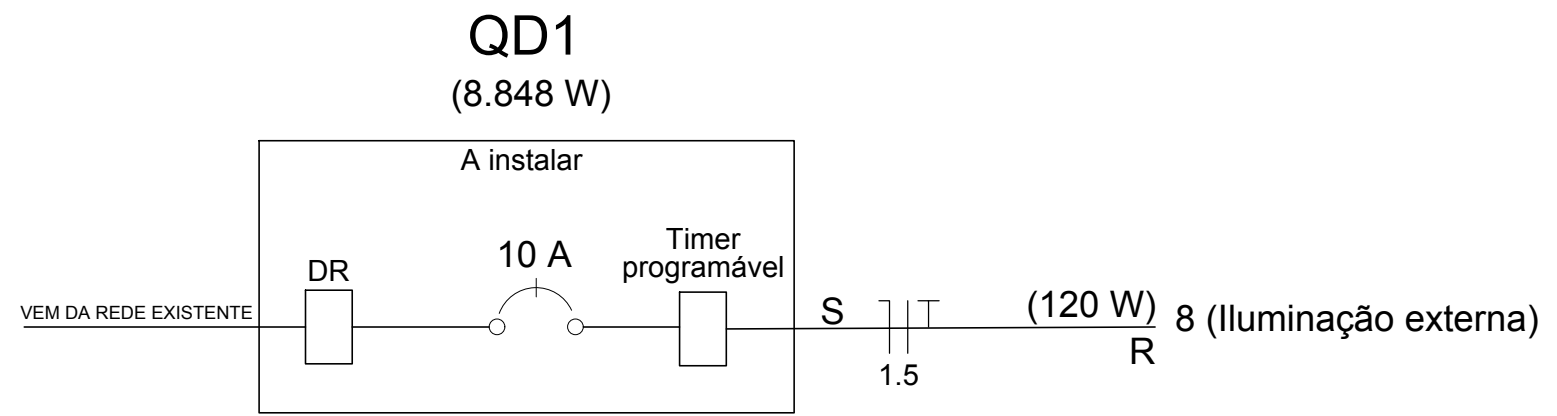 QD1
(8.848 W)
A instalar
DR
10 A
Timer
programável
VEM DA REDE EXISTENTE
S
1.5
(120 W)
R
8 (Iluminação externa)